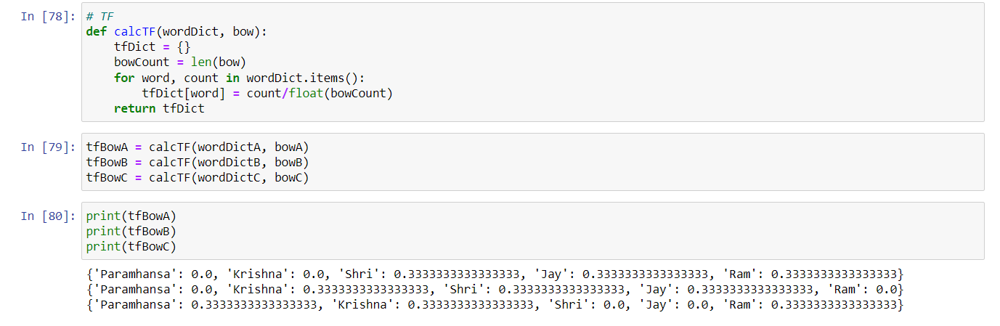 In [78]: # TF
def calcTF(wordDict, bow):
    tfDict = {}
    bowCount = len(bow)
    for word, count in wordDict.items():
        tfDict[word] = count/float(bowCount)
    return tfDict
In [79]: tfBowA = calcTF(wordDictA, bowA)
tfBowB = calcTF(wordDictB, bowB)
tfBowC = calcTF(wordDictC, bowC)
In [80]: print(tfBowA)
print(tfBowB)
print(tfBowC)
{'Paramhansa': 0.0, 'Krishna': 0.0, 'Shri': 0.3333333333333333, 'Jay': 0.3333333333333333, 'Ram': 0.3333333333333333}
{'Paramhansa': 0.0, 'Krishna': 0.3333333333333333, 'Shri': 0.3333333333333333, 'Jay': 0.3333333333333333, 'Ram': 0.0}
{'Paramhansa': 0.3333333333333333, 'Krishna': 0.3333333333333333, 'Shri': 0.0, 'Jay': 0.0, 'Ram': 0.3333333333333333}